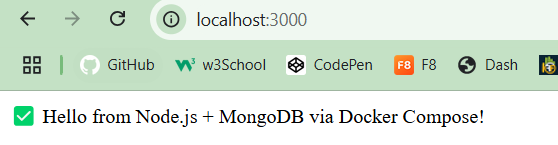 localhost:3000
GitHub
w3School
CodePen
F8
F8
Dash
✅ Hello from Node.js + MongoDB via Docker Compose!